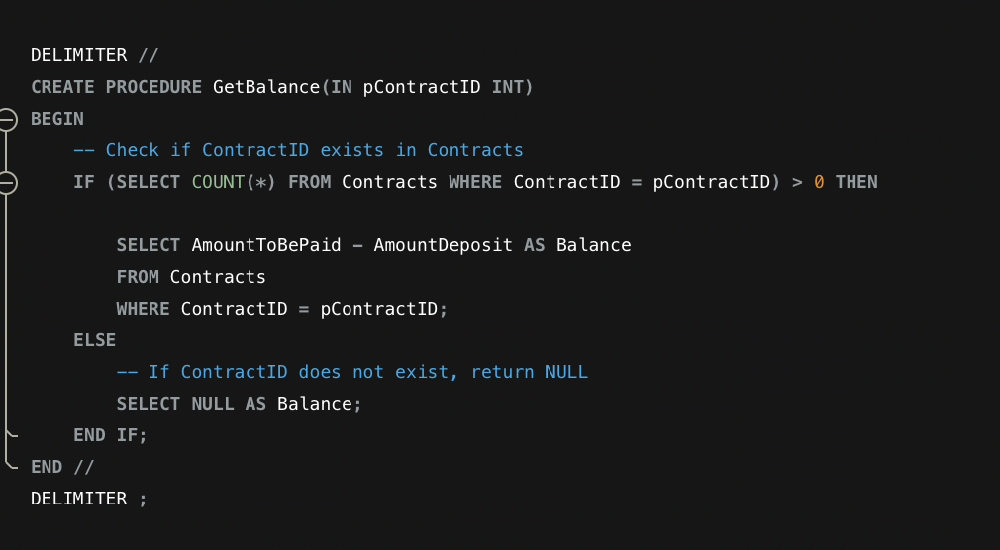 DELIMITER //
CREATE PROCEDURE GetBalance(IN pContractID INT)
BEGIN
    -- Check if ContractID exists in Contracts
    IF (SELECT COUNT(*) FROM Contracts WHERE ContractID = pContractID) > 0 THEN

        SELECT AmountToBePaid - AmountDeposit AS Balance
        FROM Contracts
        WHERE ContractID = pContractID;
    ELSE
        -- If ContractID does not exist, return NULL
        SELECT NULL AS Balance;
    END IF;
END //
DELIMITER ;